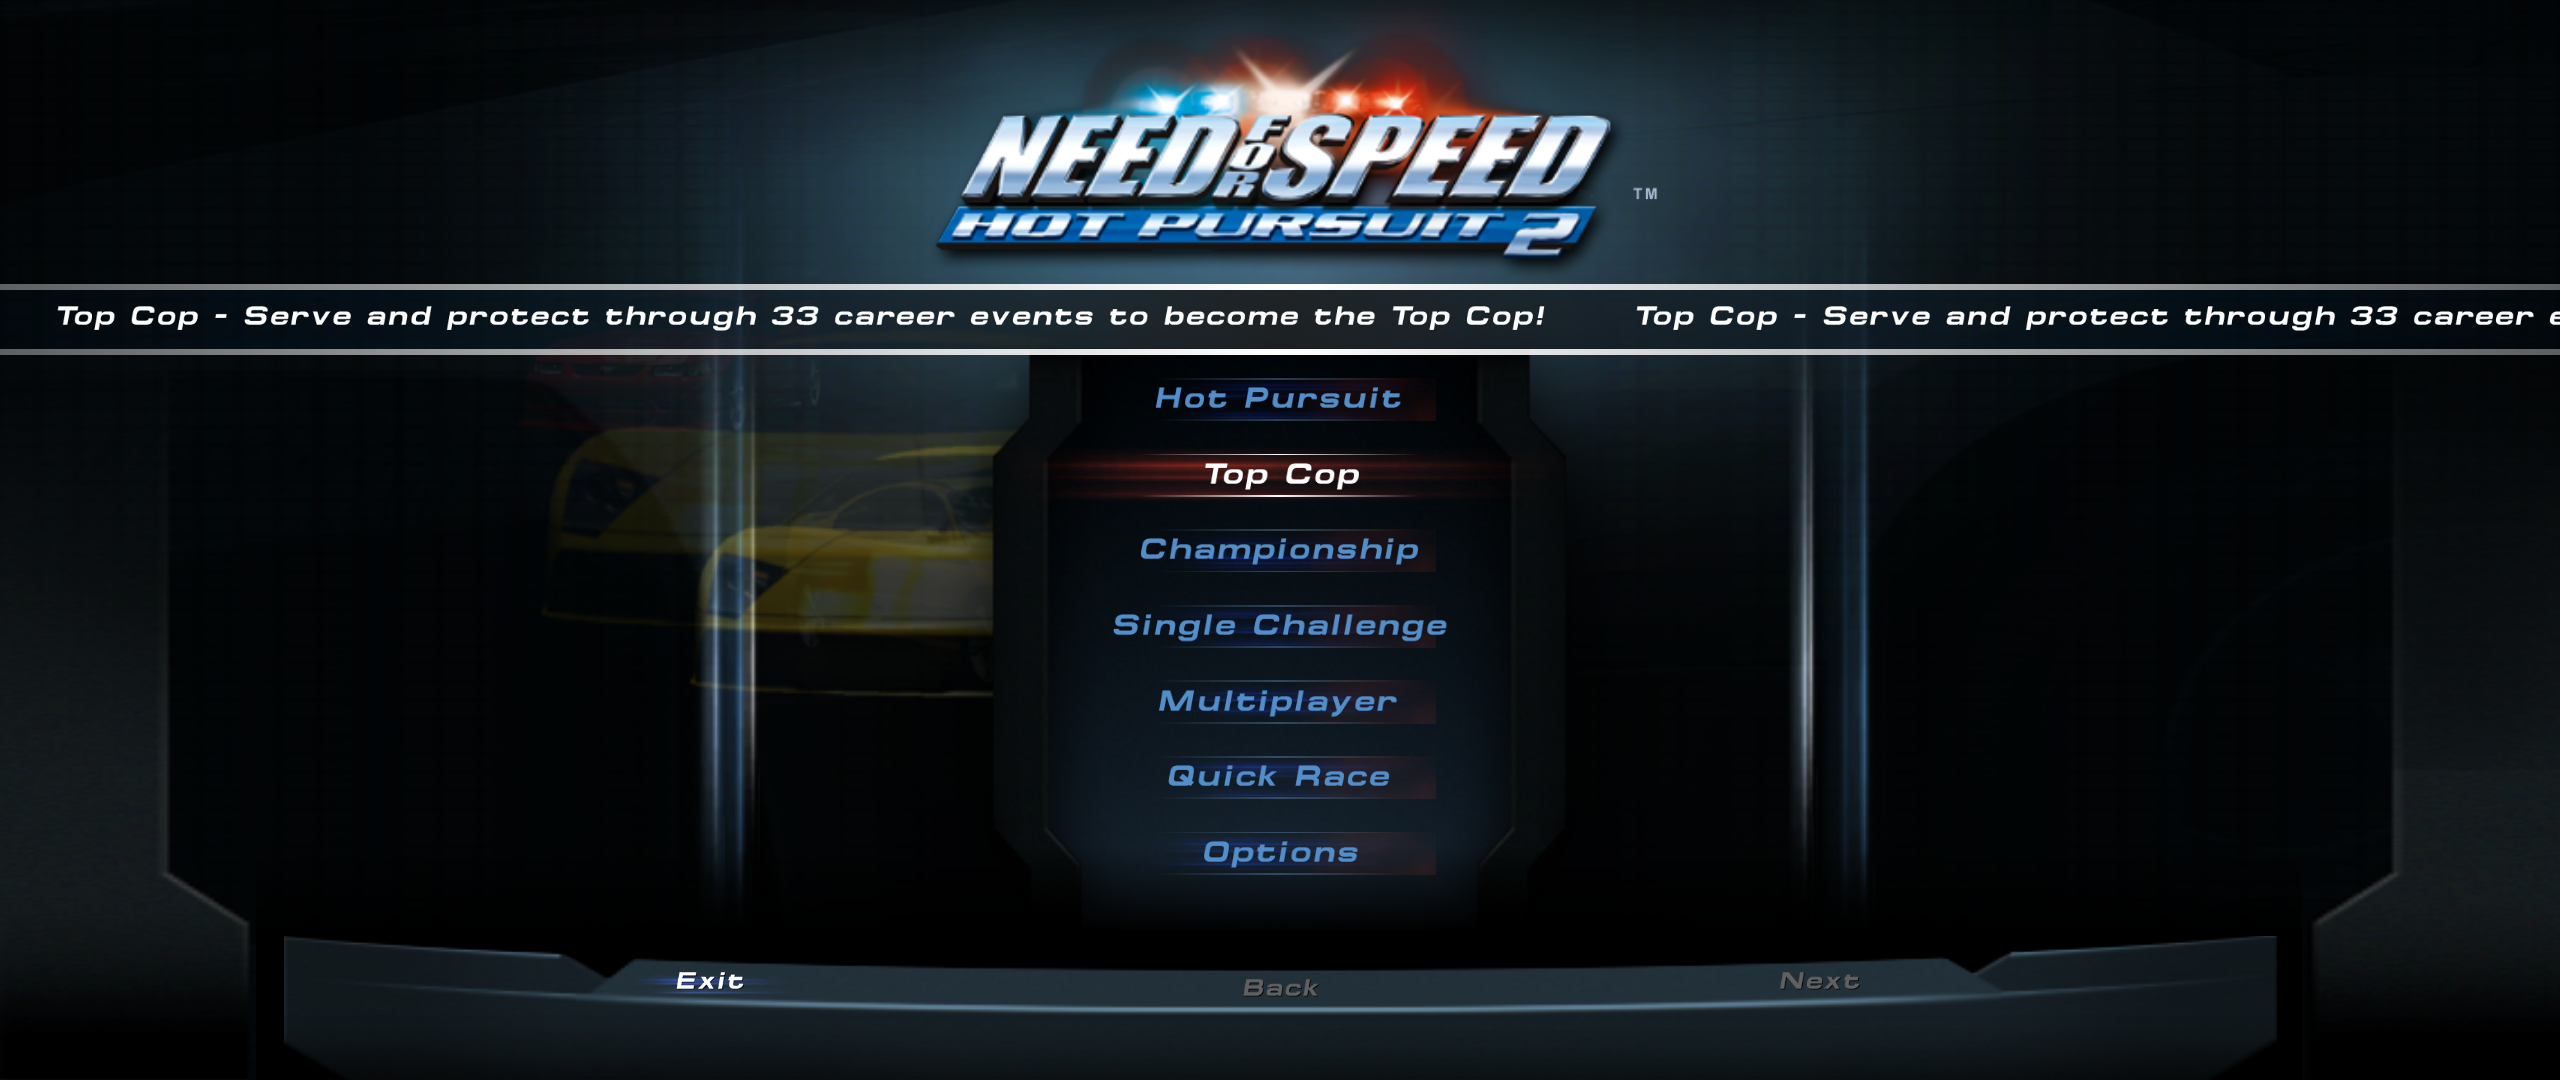 NEED FOR SPEED
HOT PURSUIT 2
TM
Top Cop - Serve and protect through 33 career events to become the Top Cop! Top Cop - Serve and protect through 33 career
Hot Pursuit
Top Cop
Championship
Single Challenge
Multiplayer
Quick Race
Options
Exit
Back
Next